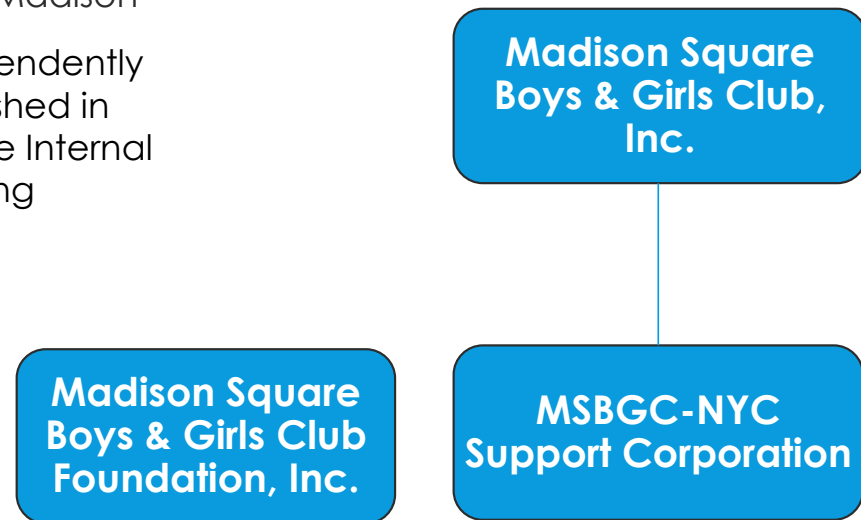 Madison
endently
shed in
e Internal
ng
Madison Square
Boys & Girls Club,
Inc.
Madison Square
Boys & Girls Club
Foundation, Inc.
MSBGC-NYC
Support Corporation